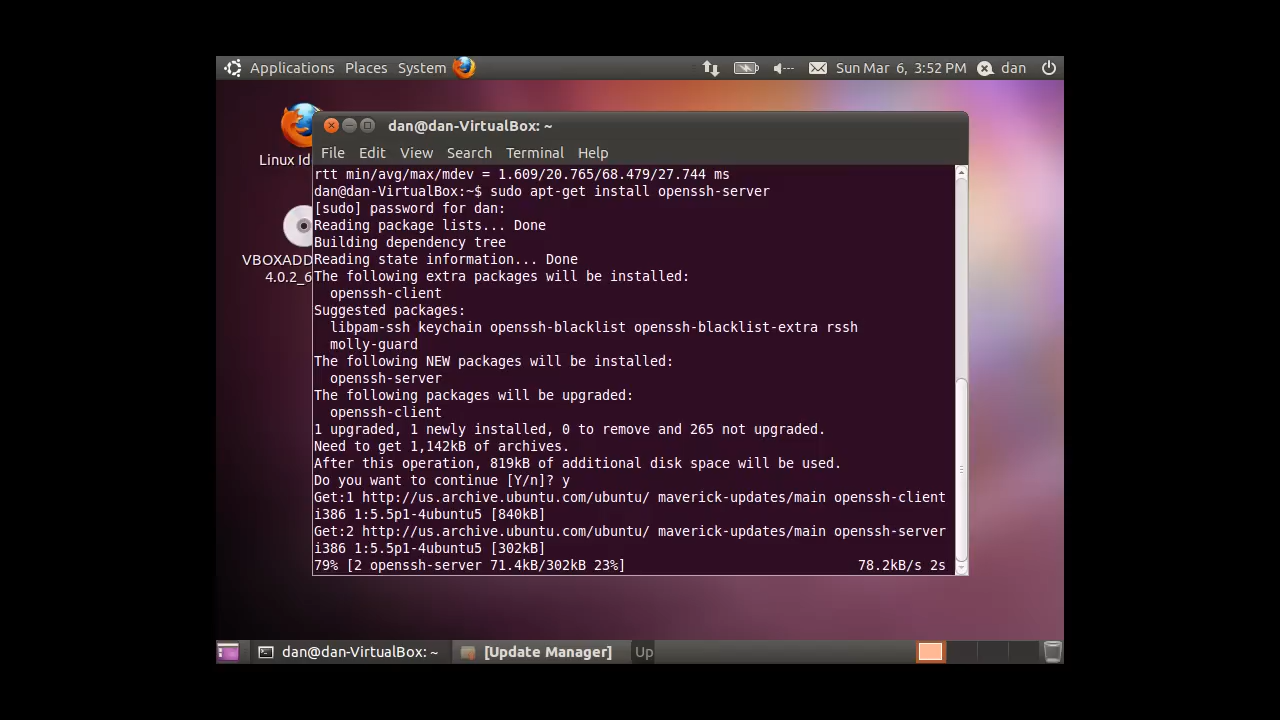 Applications Places System
Sun Mar 6, 3:52 PM dan
Linux Id
VBOXADD
4.0.2_6
dan@dan-VirtualBox: ~
File Edit View Search Terminal Help
rtt min/avg/max/mdev = 1.609/20.765/68.479/27.744 ms
dan@dan-VirtualBox:~$ sudo apt-get install openssh-server
[sudo] password for dan:
Reading package lists... Done
Building dependency tree
Reading state information... Done
The following extra packages will be installed:
openssh-client
Suggested packages:
libpam-ssh keychain openssh-blacklist openssh-blacklist-extra rssh
molly-guard
The following NEW packages will be installed:
openssh-server
The following packages will be upgraded:
openssh-client
1 upgraded, 1 newly installed, 0 to remove and 265 not upgraded.
Need to get 1,142kB of archives.
After this operation, 819kB of additional disk space will be used.
Do you want to continue [Y/n]? y
Get:1 http://us.archive.ubuntu.com/ubuntu/ maverick-updates/main openssh-client
i386 1:5.5p1-4ubuntu5 [840kB]
Get:2 http://us.archive.ubuntu.com/ubuntu/ maverick-updates/main openssh-server
i386 1:5.5p1-4ubuntu5 [302kB]
79% [2 openssh-server 71.4kB/302kB 23%] 78.2kB/s 2s
dan@dan-VirtualBox: ~ [Update Manager] Up